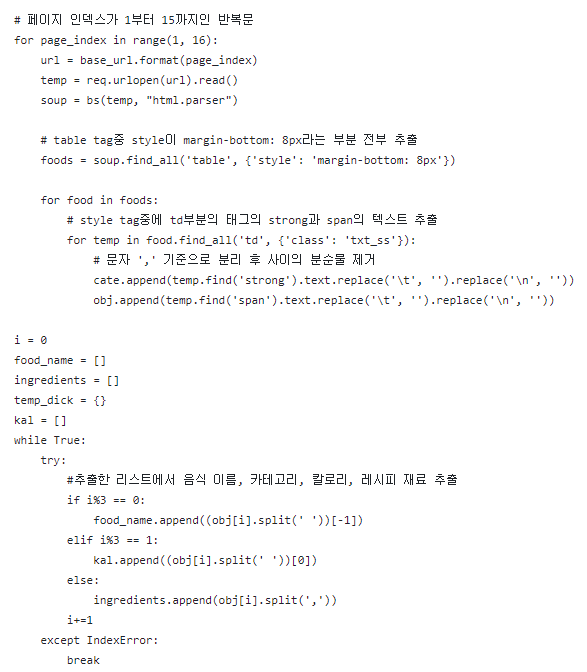 # 페이지 인덱스가 1부터 15까지인 반복문
for page_index in range(1, 16):
    url = base_url.format(page_index)
    temp = req.urlopen(url).read()
    soup = bs(temp, "html.parser")

    # table tag중 style이 margin-bottom: 8px라는 부분 전부 추출
    foods = soup.find_all('table', {'style': 'margin-bottom: 8px'})

    for food in foods:
        # style tag중에 td부분의 태그의 strong과 span의 텍스트 추출
        for temp in food.find_all('td', {'class': 'txt_ss'}):
            # 문자 ',' 기준으로 분리 후 사이의 분순물 제거
            cate.append(temp.find('strong').text.replace('\t', '').replace('\n', ''))
            obj.append(temp.find('span').text.replace('\t', '').replace('\n', ''))

i = 0
food_name = []
ingredients = []
temp_dick = {}
kal = []
while True:
    try:
        #추출한 리스트에서 음식 이름, 카테고리, 칼로리, 레시피 재료 추출
        if i%3 == 0:
            food_name.append((obj[i].split(' '))[-1])
        elif i%3 == 1:
            kal.append((obj[i].split(' '))[0])
        else:
            ingredients.append(obj[i].split(','))
        i+=1
    except IndexError:
        break